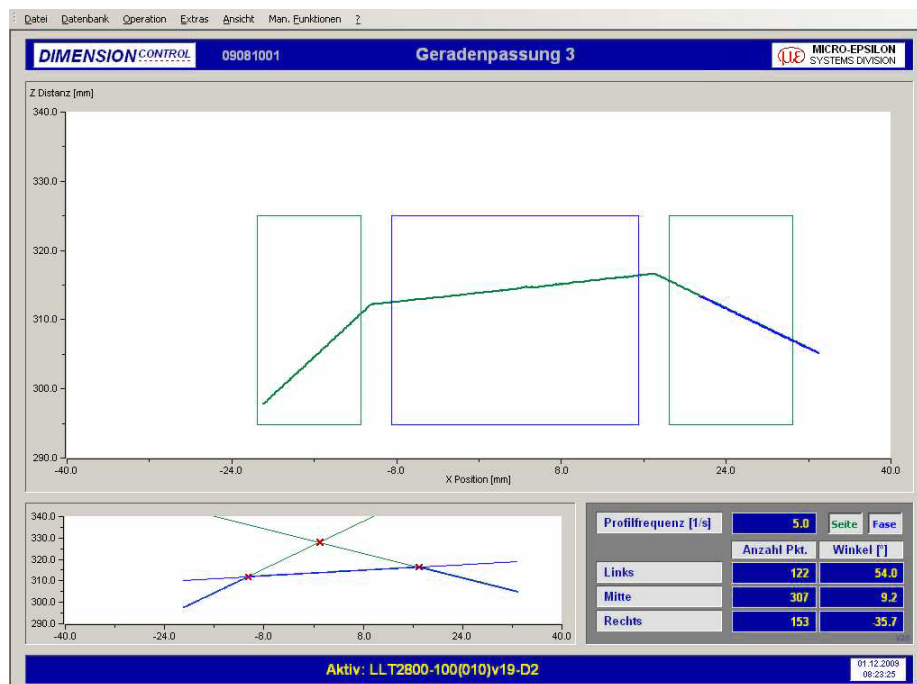 Datei Datenbank Operation Extras Ansicht Man. Funktionen ?
DIMENSION CONTROL 09081001 Geradenpassung 3 με MICRO-EPSILON
SYSTEMS DIVISION
Z Distanz [mm]
340.0
330.0
320.0
310.0
300.0
290.0
-40.0 -24.0 -8.0 8.0 24.0 40.0
X Position [mm]
340.0
330.0
320.0
310.0
300.0
290.0
-40.0 -24.0 -8.0 8.0 24.0 40.0
Profilfrequenz [1/s] 5.0 Seite Fase
Anzahl Pkt. Winkel [°]
Links 122 54.0
Mitte 307 9.2
Rechts 153 -35.7
Aktiv: LLT2800-100(010)v19-D2
01.12.2009
08:23:25